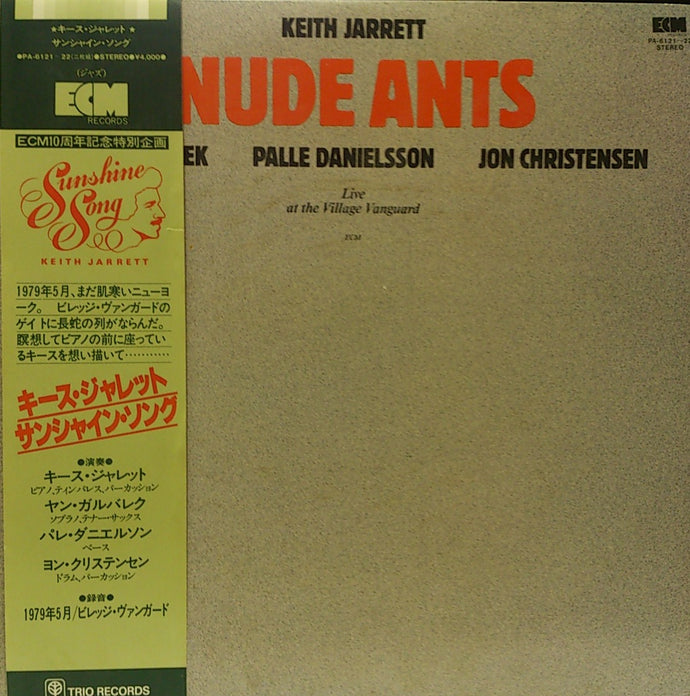 ★キース・ジャレット★
サンシャイン・ソング
●PA-6121〜22(二枚組)●STEREO●¥4,000●
(ジャズ)
ECM
RECORDS
ECM10周年記念特別企画
Sunshine
Song
KEITH JARRETT
1979年5月、まだ肌寒いニューヨ
ーク。 ビレッジ・ヴァンガードの
ゲイトに長蛇の列がならんだ。
瞑想してピアノの前に座ってい
るキースを想い描いて…………
キース・ジャレット
サンシャイン・ソング
●演奏●
キース・ジャレット
ピアノ、ティンバレス、パーカッション
ヤン・ガルバレク
ソプラノ、テナー・サックス
パレ・ダニエルソン
ベース
ヨン・クリステンセン
ドラム、パーカッション
●録音●
1979年5月/ビレッジ・ヴァンガード
TRIO RECORDS
KEITH JARRETT
ECM
PA-6121〜22
STEREO
NUDE ANTS
EK PALLE DANIELSSON JON CHRISTENSEN
Live
at the Village Vanguard
ECM